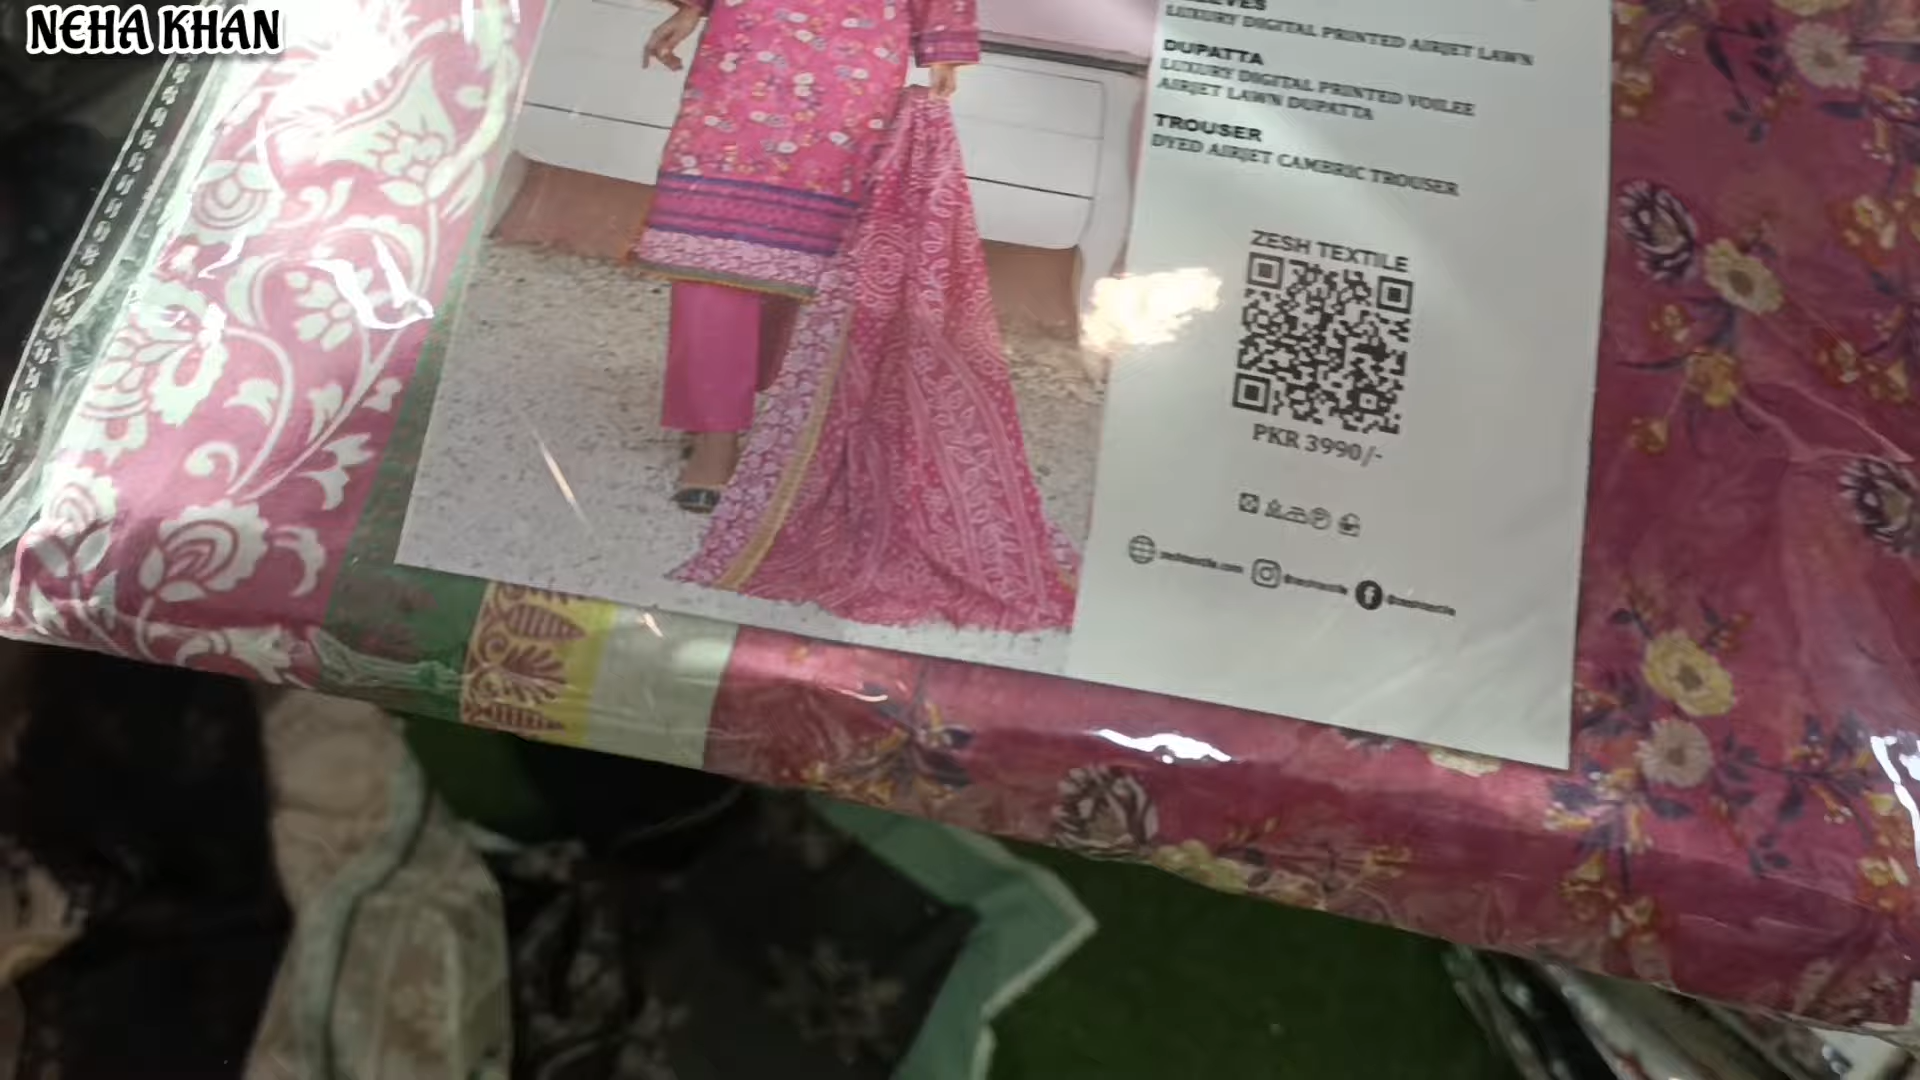 NEHA KHAN
LUXURY DIGITAL PRINTED AIRJET LAWN
DUPATTA
LUXURY DIGITAL PRINTED VOILEE
AIRJET LAWN DUPATTA
TROUSER
DYED AIRJET CAMBRIC TROUSER
ZESH TEXTILE
PKR 3990/-